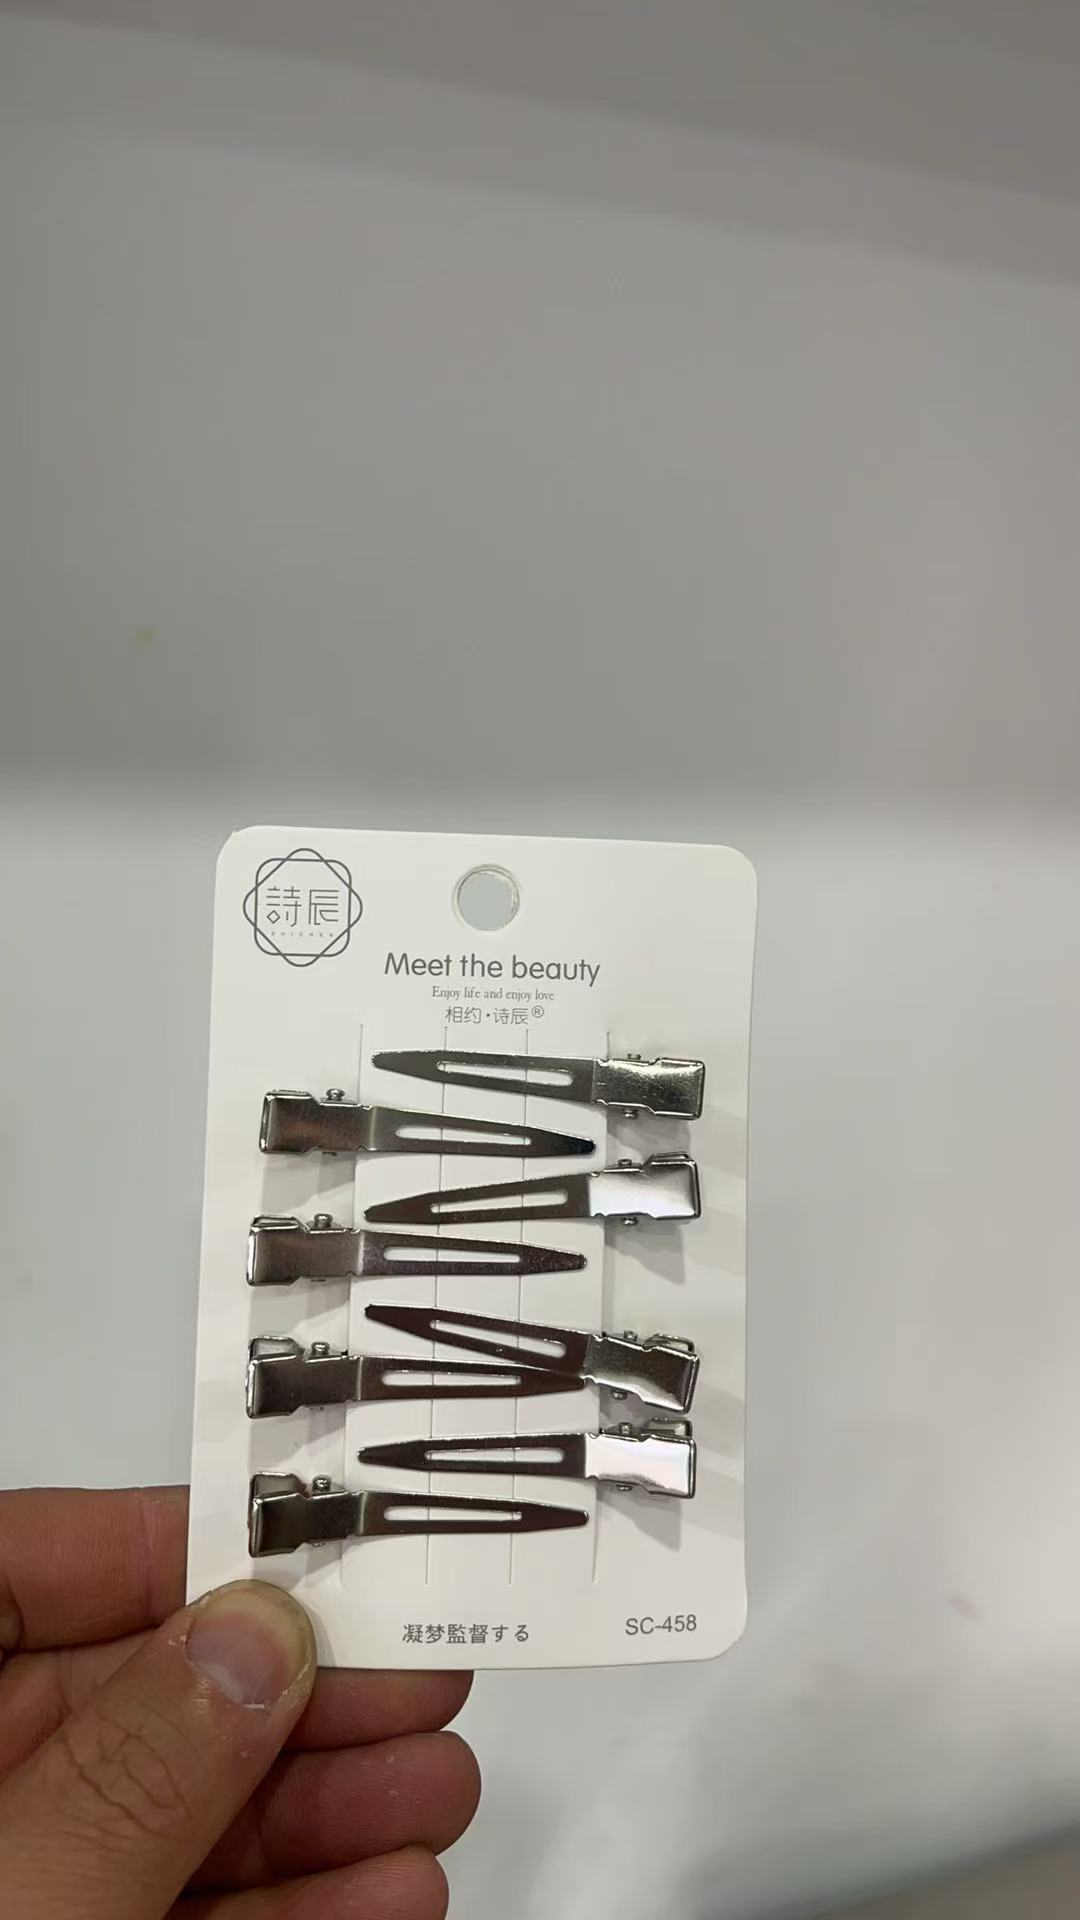 詩辰
SHICHEN
Meet the beauty
Enjoy life and enjoy love
相约·诗辰®
凝梦監督する
SC-458